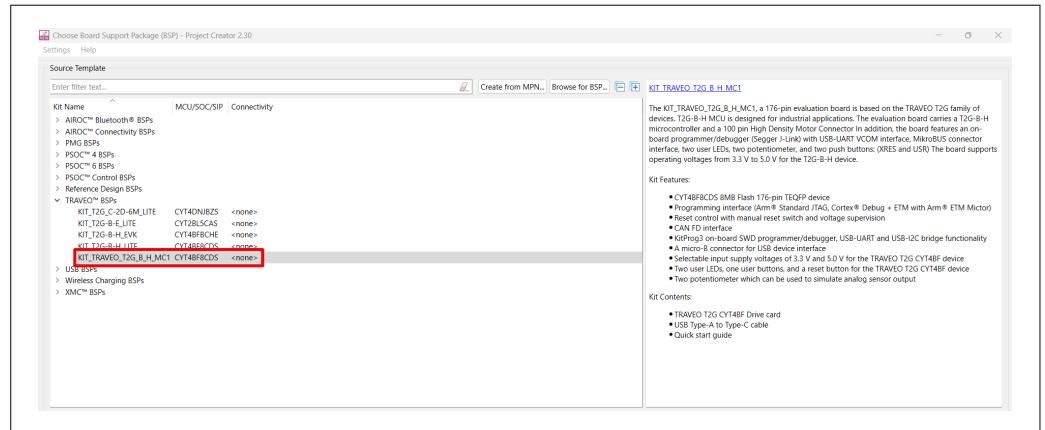 Choose Board Support Package (BSP) - Project Creator 2.30
Settings Help
Source Template
Enter filter text...
Create from MPN... Browse for BSP...
Kit Name MCU/SOC/SIP Connectivity
> AIROC™ Bluetooth® BSPs
> AIROC™ Connectivity BSPs
> PMG BSPs
> PSOC™ 4 BSPs
> PSOC™ 6 BSPs
> PSOC™ Control BSPs
> Reference Design BSPs
TRAVEO™ BSPs
KIT_T2G_C-2D-6M_LITE CYT4DNJBZS <none>
KIT_T2G-B-E_LITE CYT2BL5CAS <none>
KIT_T2G-B-H_EVK CYT4BFBCHE <none>
KIT_T2G-B-H_LITE CYT4BF8CDS <none>
KIT_TRAVEO_T2G_B_H_MC1 CYT4BF8CDS <none>
> USB BSPs
> Wireless Charging BSPs
> XMC™ BSPs
KIT TRAVEO T2G B H MC1
The KIT_TRAVEO_T2G_B_H_MC1, a 176-pin evaluation board is based on the TRAVEO T2G family of
devices. T2G-B-H MCU is designed for industrial applications. The evaluation board carries a T2G-B-H
microcontroller and a 100 pin High Density Motor Connector In addition, the board features an on-
board programmer/debugger (Segger J-Link) with USB-UART VCOM interface, MikroBUS connector
interface, two user LEDs, two potentiometer, and two push buttons: (XRES and USR) The board supports
operating voltages from 3.3 V to 5.0 V for the T2G-B-H device.
Kit Features:
• CYT4BF8CDS 8MB Flash 176-pin TEQFP device
• Programming interface (Arm® Standard JTAG, Cortex® Debug + ETM with Arm® ETM Mictor)
• Reset control with manual reset switch and voltage supervision
• CAN FD interface
• KitProg3 on-board SWD programmer/debugger, USB-UART and USB-I2C bridge functionality
• A micro-B connector for USB device interface
• Selectable input supply voltages of 3.3 V and 5.0 V for the TRAVEO T2G CYT4BF device
• Two user LEDs, one user buttons, and a reset button for the TRAVEO T2G CYT4BF device
• Two potentiometer which can be used to simulate analog sensor output
Kit Contents:
• TRAVEO T2G CYT4BF Drive card
• USB Type-A to Type-C cable
• Quick start guide